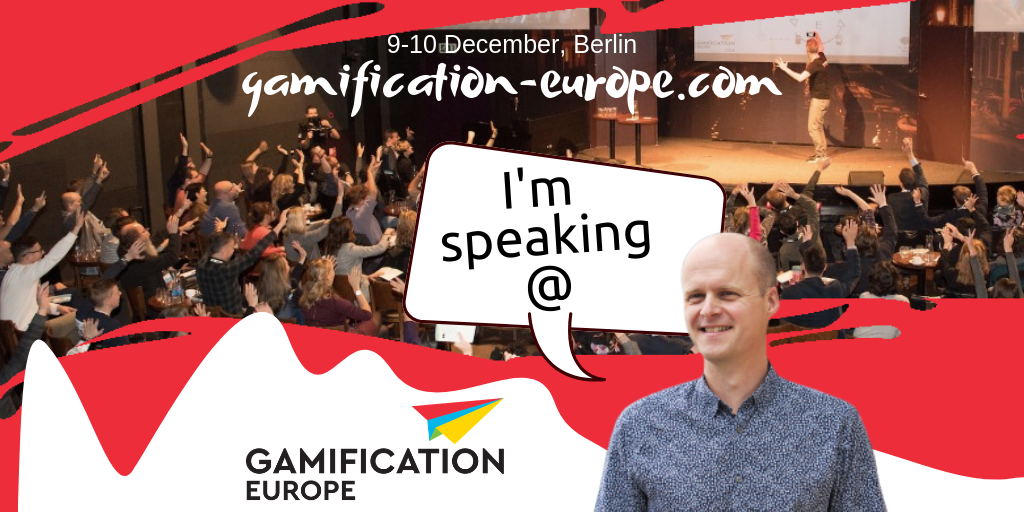 9-10 December, Berlin
gamification-europe.com
I'm
speaking
@
GAMIFICATION
EUROPE